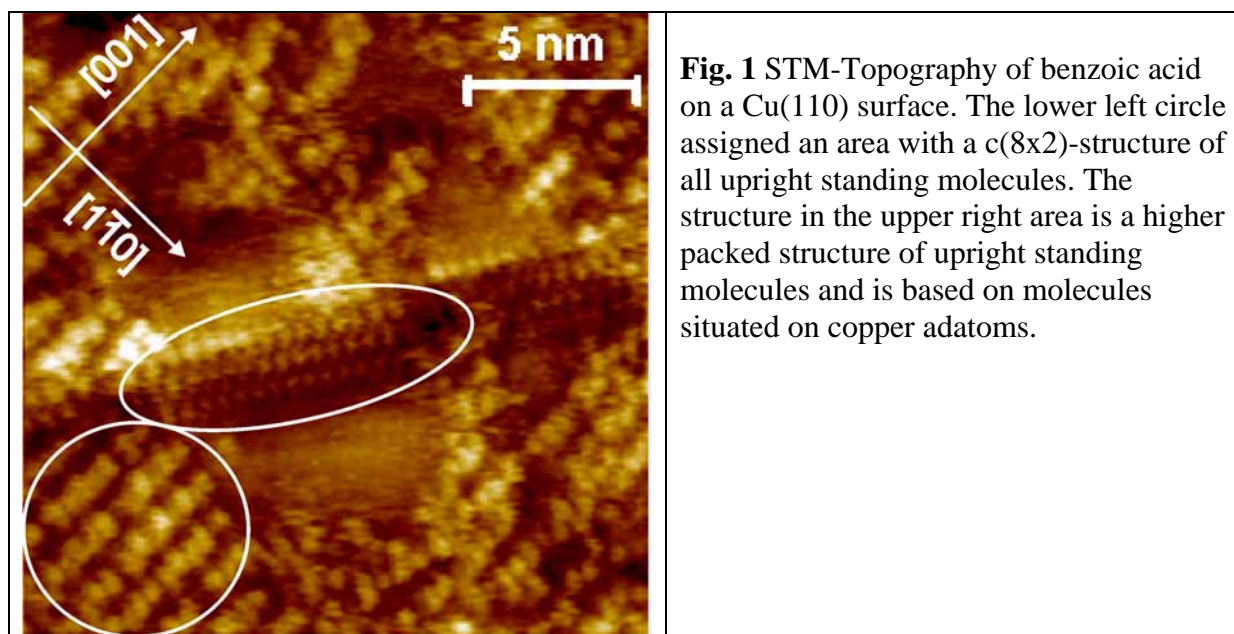 [001]
[11̅0]
5 nm
Fig. 1 STM-Topography of benzoic acid
on a Cu(110) surface. The lower left circle
assigned an area with a c(8x2)-structure of
all upright standing molecules. The
structure in the upper right area is a higher
packed structure of upright standing
molecules and is based on molecules
situated on copper adatoms.